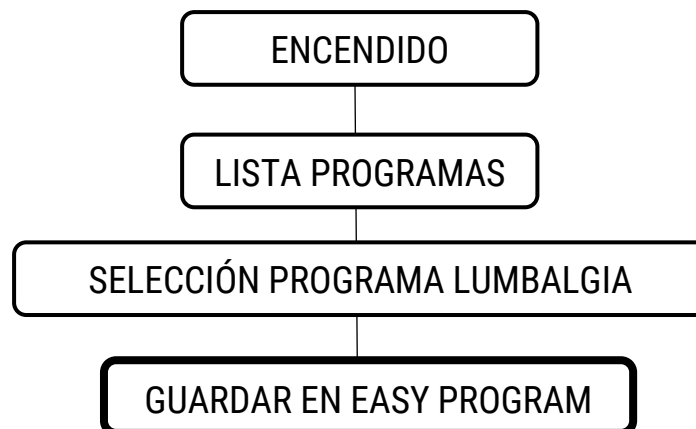 ENCENDIDO
LISTA PROGRAMAS
SELECCIÓN PROGRAMA LUMBALGIA
GUARDAR EN EASY PROGRAM